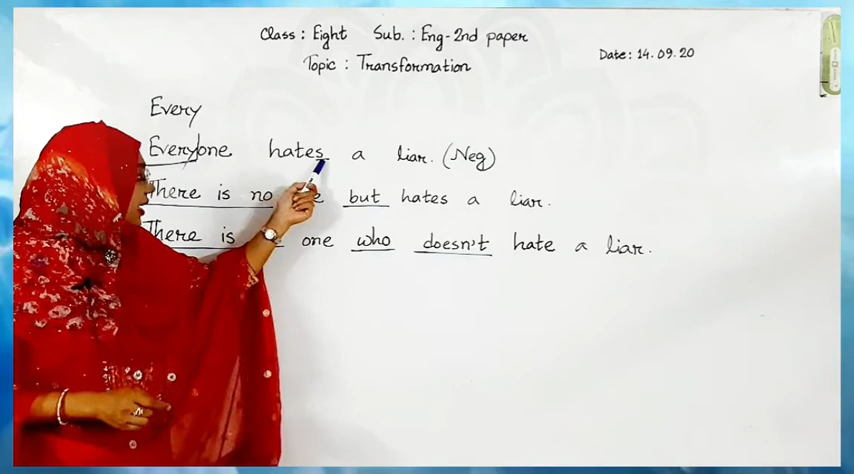 Class : Eight Sub. : Eng-2nd paper
Topic : Transformation
Date: 14.09.20
Every
Everyone hates a liar. (Neg)
There is no but hates a liar.
There is one who doesn't hate a liar.